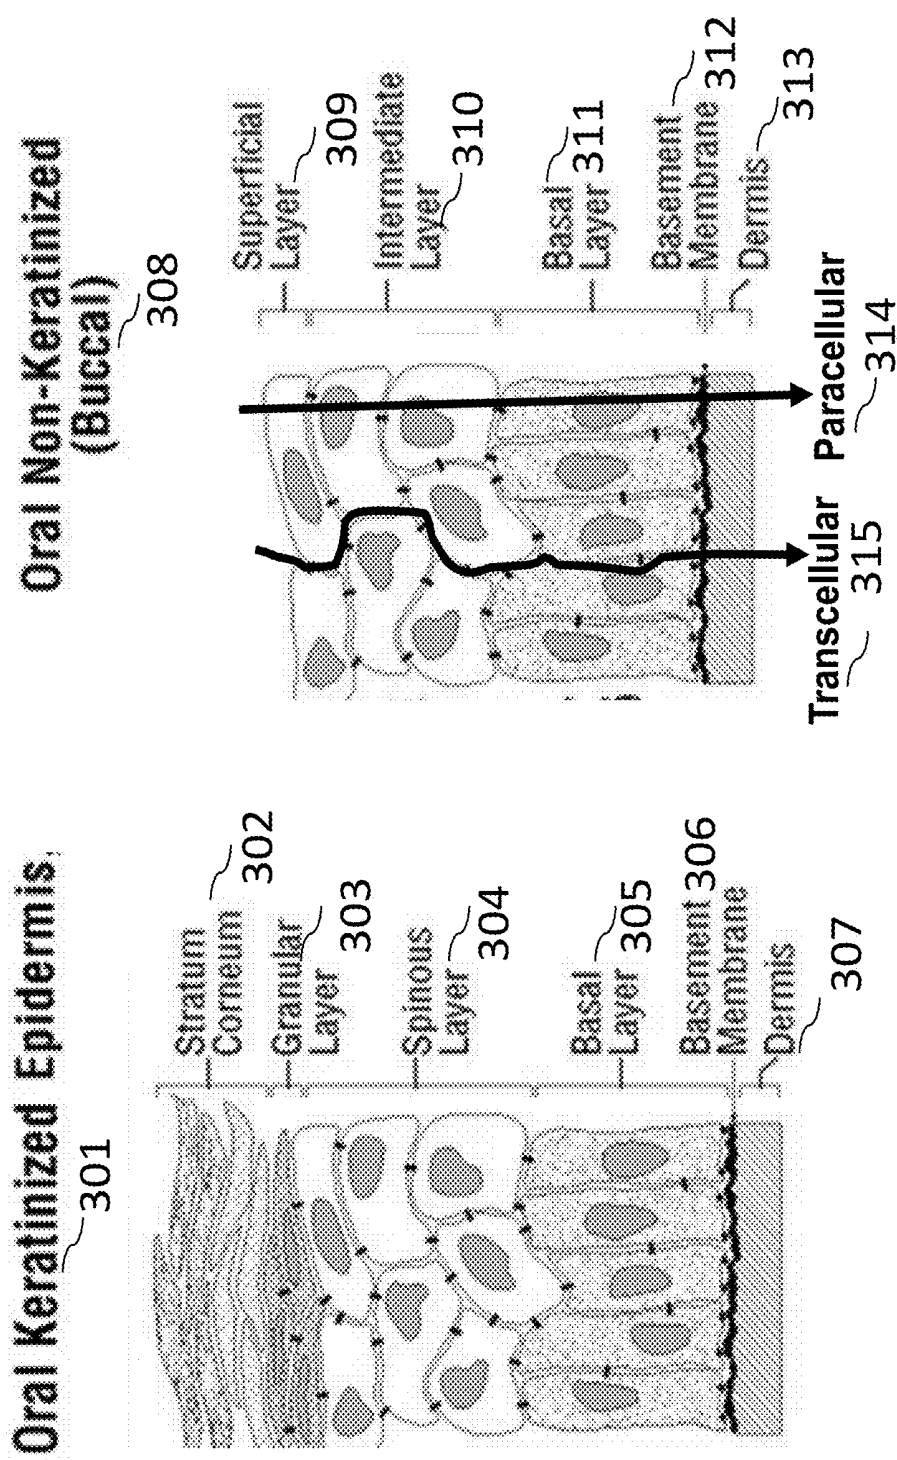 Oral Keratinized Epidermis
301
Stratum
Corneum
302
Granular
Layer
303
Spinous
Layer
304
Basal
Layer
305
Basement
Membrane
306
Dermis
307
Oral Non-Keratinized
(Buccal)
308
Superficial
Layer
309
Intermediate
Layer
310
Basal
Layer
311
Basement
Membrane
312
Dermis
313
Transcellular
315
Paracellular
314